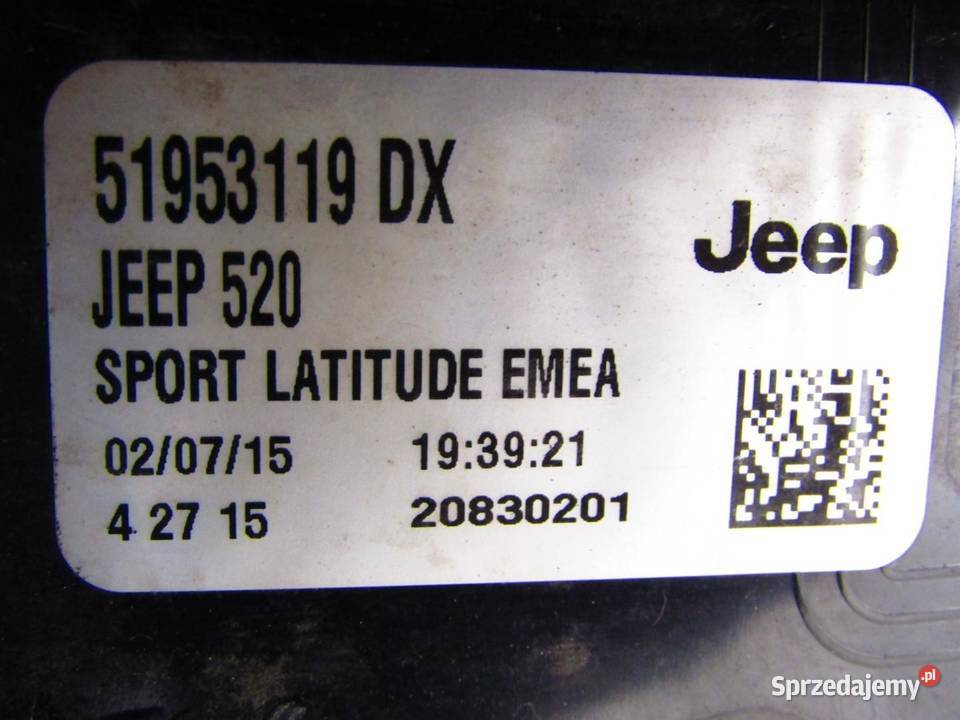 51953119 DX
JEEP 520
Jeep
SPORT LATITUDE EMEA
02/07/15 19:39:21
4 27 15 20830201
Sprzedajemy.pl